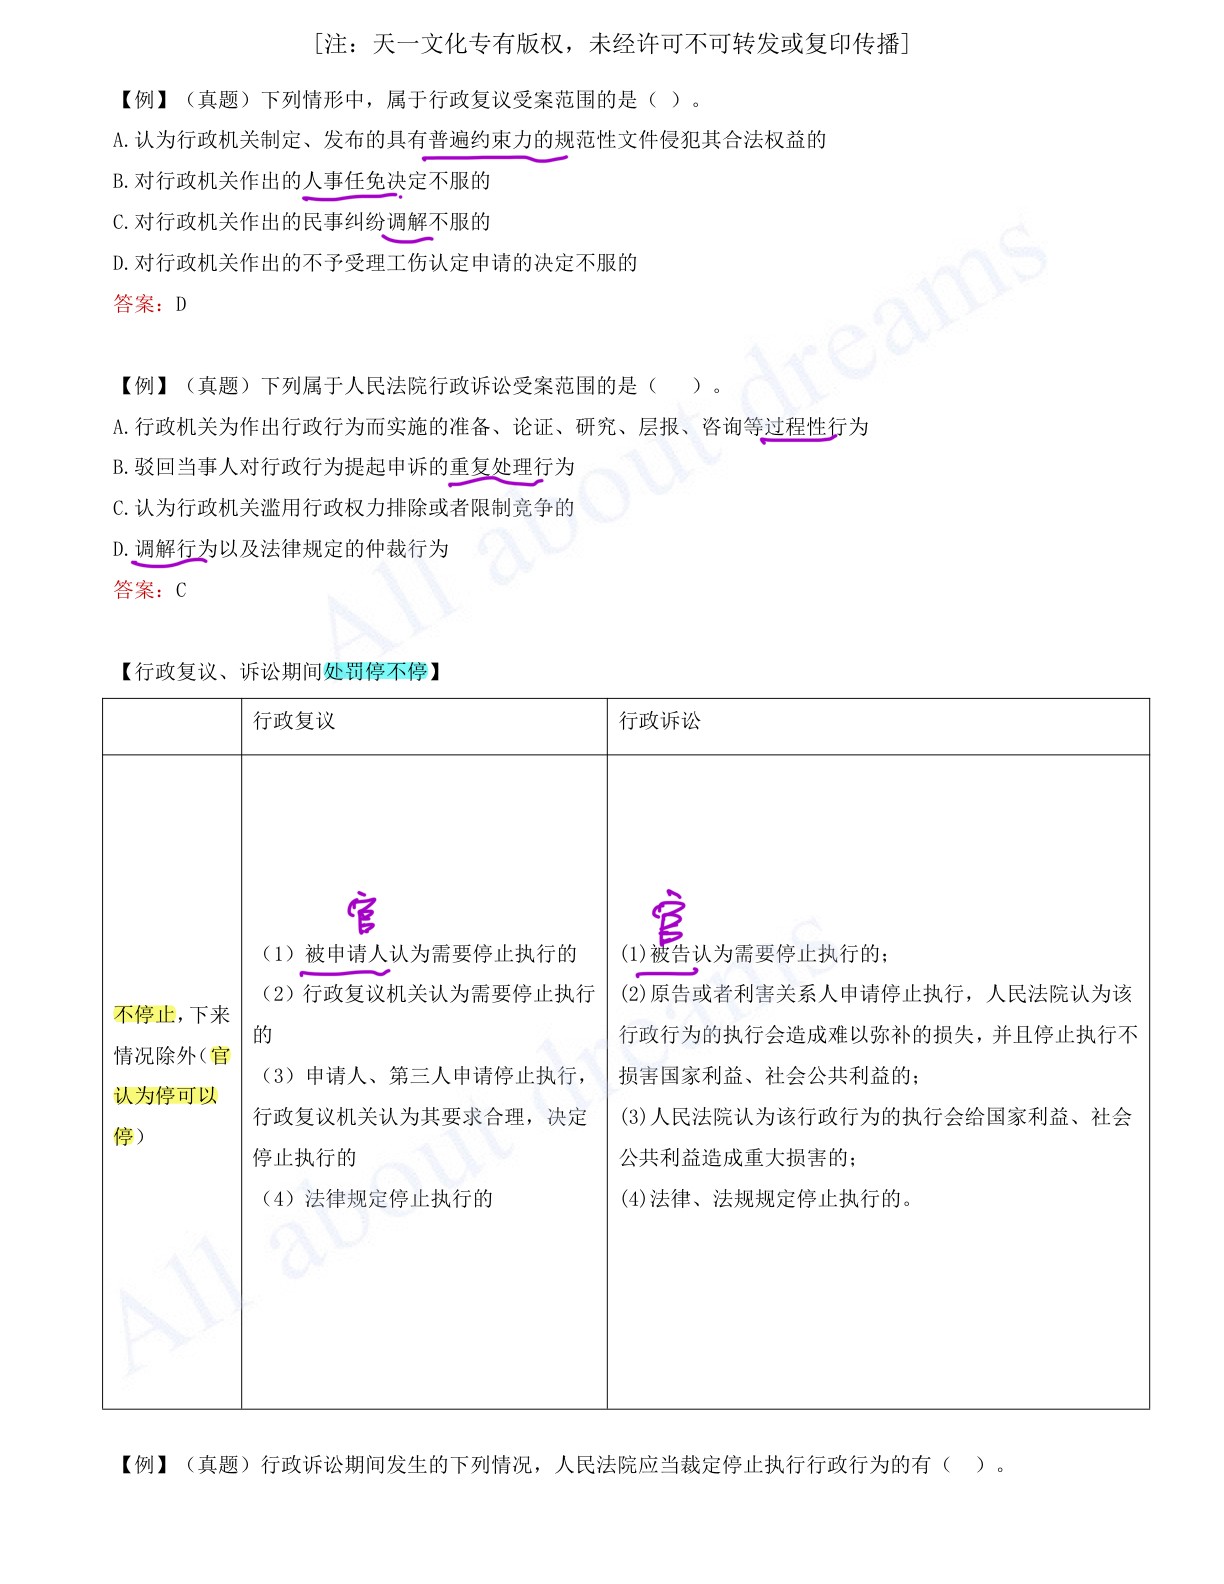 [注：天一文化专有版权，未经许可不可转发或复印传播]
【例】（真题）下列情形中，属于行政复议受案范围的是（ ）。
A.认为行政机关制定、发布的具有普遍约束力的规范性文件侵犯其合法权益的
B.对行政机关作出的人事任免决定不服的
C.对行政机关作出的民事纠纷调解不服的
D.对行政机关作出的不予受理工伤认定申请的决定不服的
答案：D
【例】（真题）下列属于人民法院行政诉讼受案范围的是（ ）。
A.行政机关为作出行政行为而实施的准备、论证、研究、层报、咨询等过程性行为
B.驳回当事人对行政行为提起申诉的重复处理行为
C.认为行政机关滥用行政权力排除或者限制竞争的
D.调解行为以及法律规定的仲裁行为
答案：C
All about dreams
【行政复议、诉讼期间处罚停不停】
行政复议
行政诉讼
不停止，下来
情况除外（官
认为停可以
停）
官
（1）被申请人认为需要停止执行的
（2）行政复议机关认为需要停止执行
的
（3）申请人、第三人申请停止执行，
行政复议机关认为其要求合理，决定
停止执行的
（4）法律规定停止执行的
官
(1)被告认为需要停止执行的；
(2)原告或者利害关系人申请停止执行，人民法院认为该
行政行为的执行会造成难以弥补的损失，并且停止执行不
损害国家利益、社会公共利益的；
(3)人民法院认为该行政行为的执行会给国家利益、社会
公共利益造成重大损害的；
(4)法律、法规规定停止执行的。
All about dreams
【例】（真题）行政诉讼期间发生的下列情况，人民法院应当裁定停止执行行政行为的有（ ）。